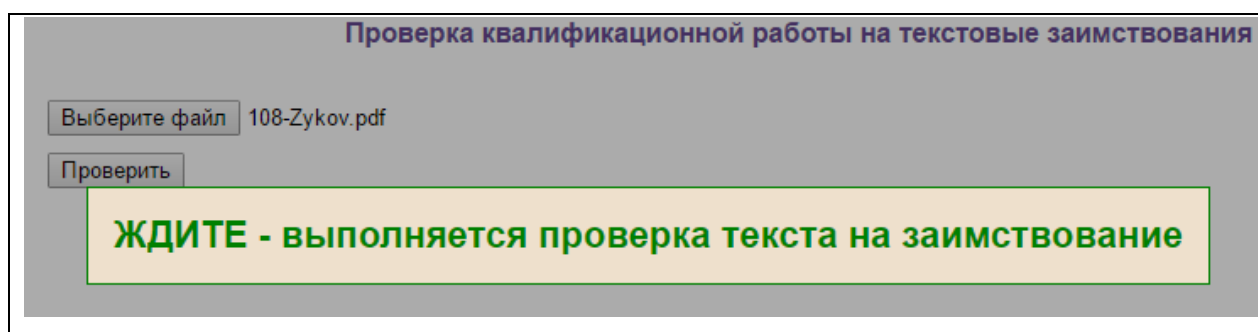 Проверка квалификационной работы на текстовые заимствования
Выберите файл 108-Zykov.pdf
Проверить
ЖДИТЕ - выполняется проверка текста на заимствование